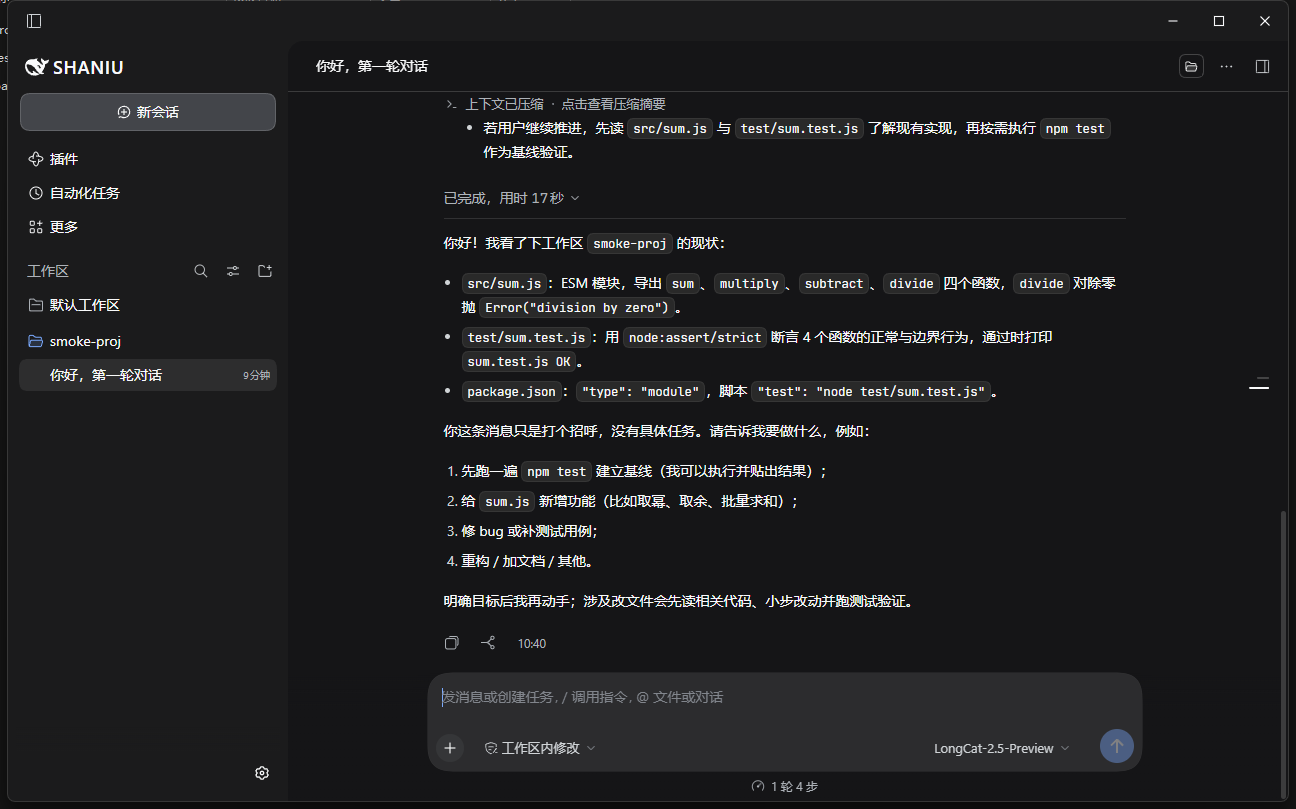 SHANIU
新会话
插件
自动化任务
更多
工作区
默认工作区
smoke-proj
你好，第一轮对话 9分钟
你好，第一轮对话
上下文已压缩 · 点击查看压缩摘要
若用户继续推进，先读 src/sum.js 与 test/sum.test.js 了解现有实现，再按需执行 npm test
作为基线验证。
已完成，用时 17秒
你好！我看了下工作区 smoke-proj 的现状：
src/sum.js：ESM 模块，导出 sum、multiply、subtract、divide 四个函数，divide 对除零
抛 Error("division by zero")。
test/sum.test.js：用 node:assert/strict 断言 4 个函数的正常与边界行为，通过时打印
sum.test.js OK。
package.json："type": "module"，脚本 "test": "node test/sum.test.js"。
你这条消息只是打个招呼，没有具体任务。请告诉我要做什么，例如：
1. 先跑一遍 npm test 建立基线（我可以执行并贴出结果）；
2. 给 sum.js 新增功能（比如取幂、取余、批量求和）；
3. 修 bug 或补测试用例；
4. 重构 / 加文档 / 其他。
明确目标后我再动手；涉及改文件会先读相关代码、小步改动并跑测试验证。
10:40
发消息或创建任务, / 调用指令, @ 文件或对话
工作区内修改
LongCat-2.5-Preview
1 轮 4 步